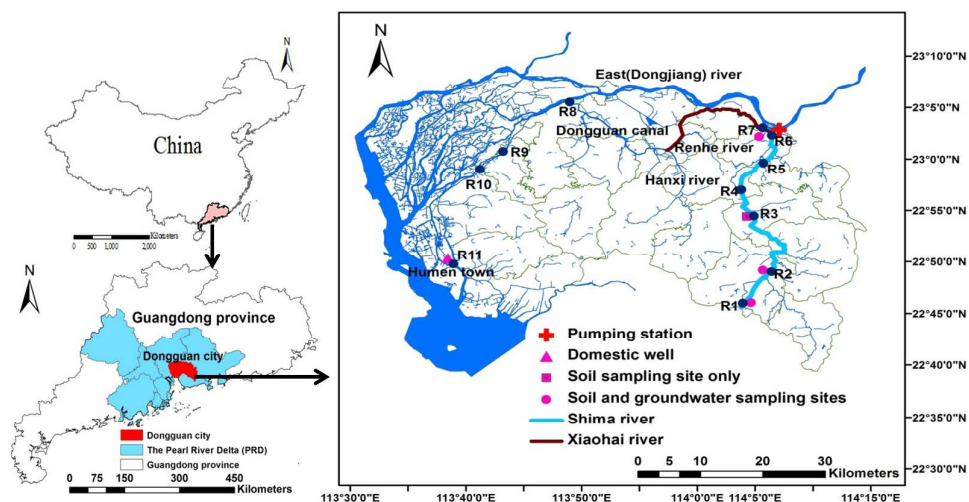 N
China
0 500 1,000 2,000
Kilometers
N
Guangdong province
Dongguan city
Dongguan city
The Pearl River Delta (PRD)
Guangdong province
0 75 150 300 450
Kilometers
N
East(Dongjiang) river
R8
Dongguan canal
R7
R6
Renhe river
R9
R5
R10
Hanxi river
R4
R3
R11
Humen town
R2
R1
Pumping station
Domestic well
Soil sampling site only
Soil and groundwater sampling sites
Shima river
Xiaohai river
0 5 10 20 30
Kilometers
23°10'0"N
23°5'0"N
23°0'0"N
22°55'0"N
22°50'0"N
22°45'0"N
22°40'0"N
22°35'0"N
22°30'0"N
113°30'0"E 113°40'0"E 113°50'0"E 114°0'0"E 114°5'0"E 114°15'0"E